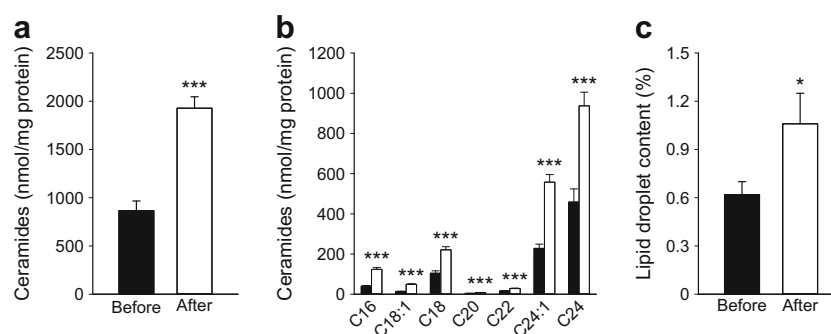 a
Ceramides (nmol/mg protein)
2500
2000
1500
1000
500
0
***
Before After
b
Ceramides (nmol/mg protein)
1200
1000
800
600
400
200
0
*** *** *** *** *** *** ***
C16 C18:1 C18 C20 C22 C24:1 C24
c
Lipid droplet content (%)
1.5
1.2
0.9
0.6
0.3
0
*
Before After